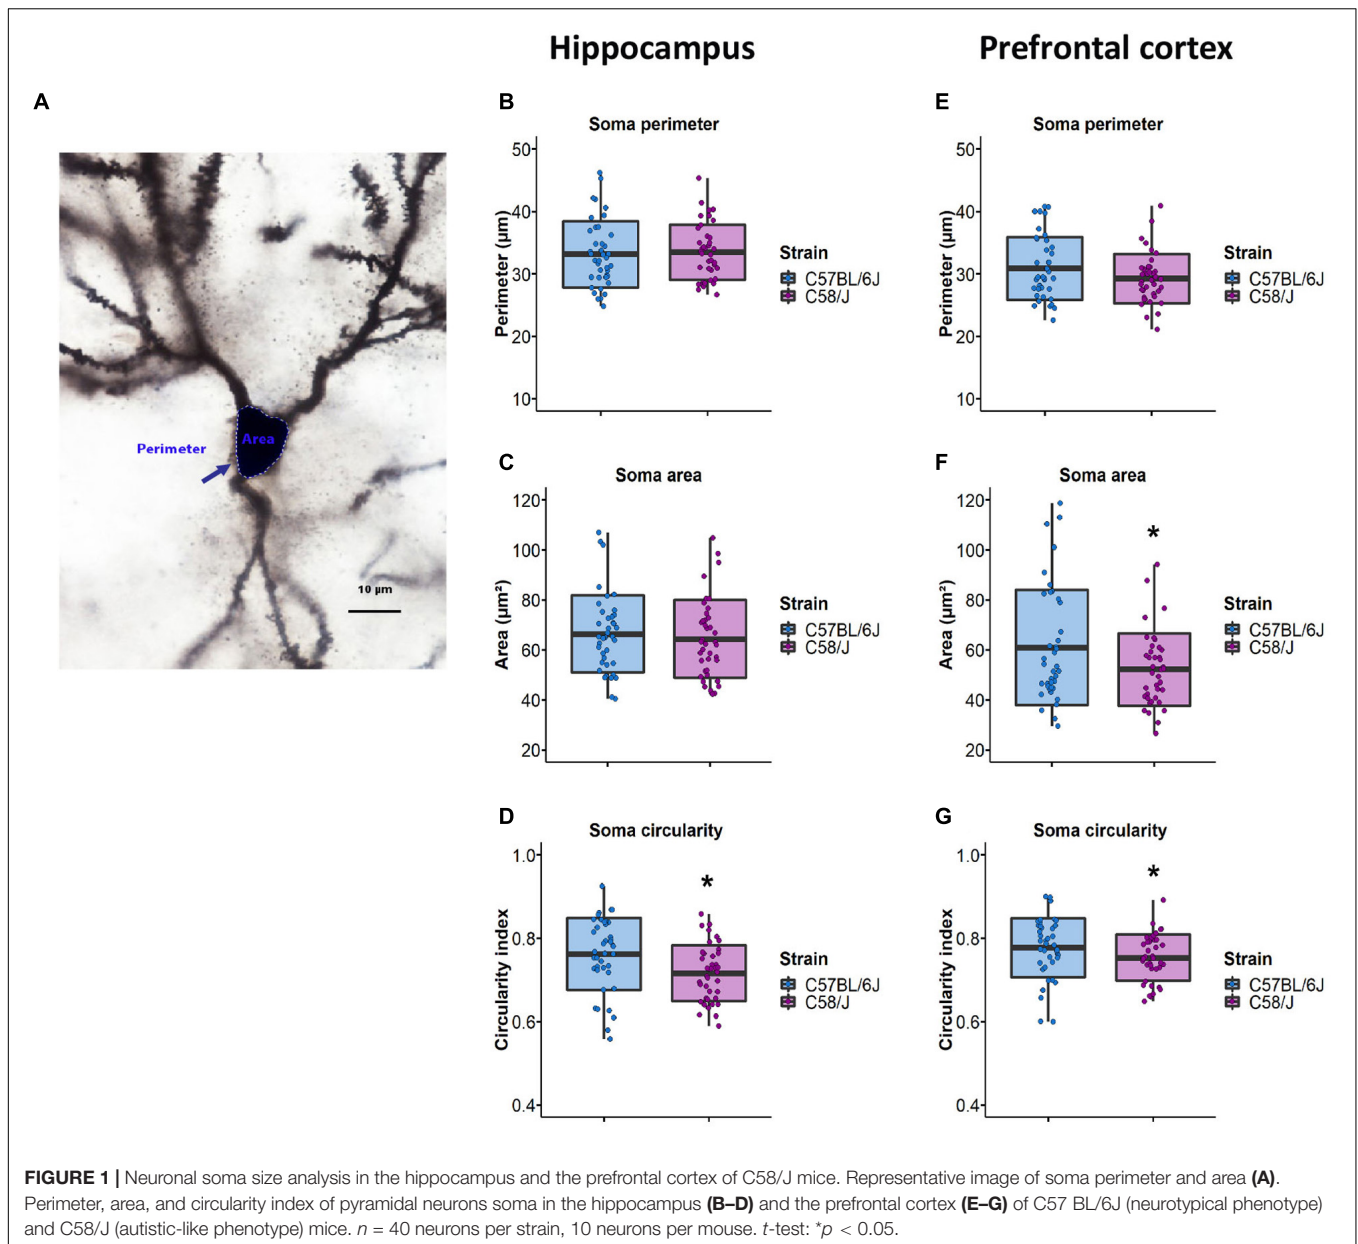 Hippocampus
Prefrontal cortex
A
Perimeter
Area
10 µm
B
Soma perimeter
Perimeter (µm)
50
40
30
20
10
Strain
C57BL/6J
C58/J
C
Soma area
Area (µm²)
120
100
80
60
40
20
Strain
C57BL/6J
C58/J
D
Soma circularity
Circularity index
1.0
0.8
0.6
0.4
*
Strain
C57BL/6J
C58/J
E
Soma perimeter
Perimeter (µm)
50
40
30
20
10
Strain
C57BL/6J
C58/J
F
Soma area
Area (µm²)
120
100
80
60
40
20
*
Strain
C57BL/6J
C58/J
G
Soma circularity
Circularity index
1.0
0.8
0.6
0.4
*
Strain
C57BL/6J
C58/J
FIGURE 1 | Neuronal soma size analysis in the hippocampus and the prefrontal cortex of C58/J mice. Representative image of soma perimeter and area (A).
Perimeter, area, and circularity index of pyramidal neurons soma in the hippocampus (B–D) and the prefrontal cortex (E–G) of C57 BL/6J (neurotypical phenotype)
and C58/J (autistic-like phenotype) mice. n = 40 neurons per strain, 10 neurons per mouse. t-test: *p < 0.05.